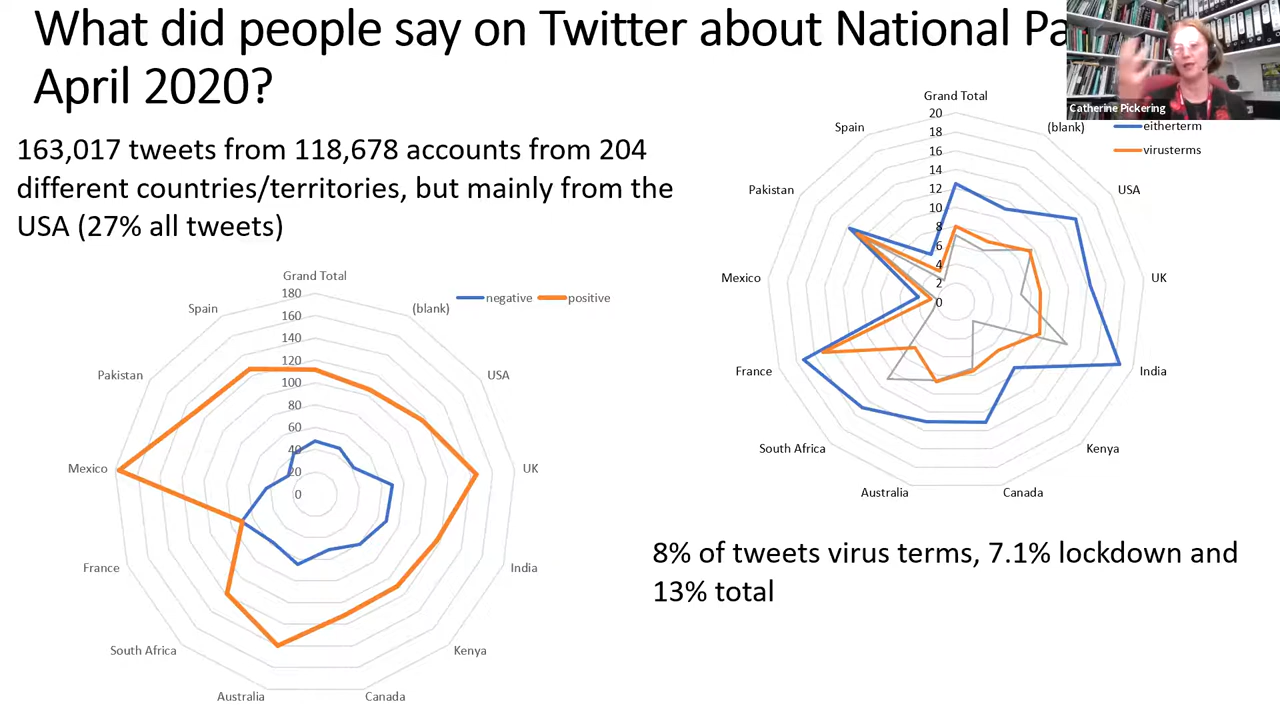 What did people say on Twitter about National Pa
April 2020?
Catherine Pickering
163,017 tweets from 118,678 accounts from 204
different countries/territories, but mainly from the
USA (27% all tweets)
Grand Total
180
160
140
120
100
80
60
40
20
0
(blank)
USA
UK
India
Kenya
Canada
Australia
South Africa
France
Mexico
Pakistan
Spain
negative
positive
Grand Total
20
18
16
14
12
10
8
6
4
2
0
(blank)
USA
UK
India
Kenya
Canada
Australia
South Africa
France
Mexico
Pakistan
Spain
eitherterm
virusterms
8% of tweets virus terms, 7.1% lockdown and
13% total